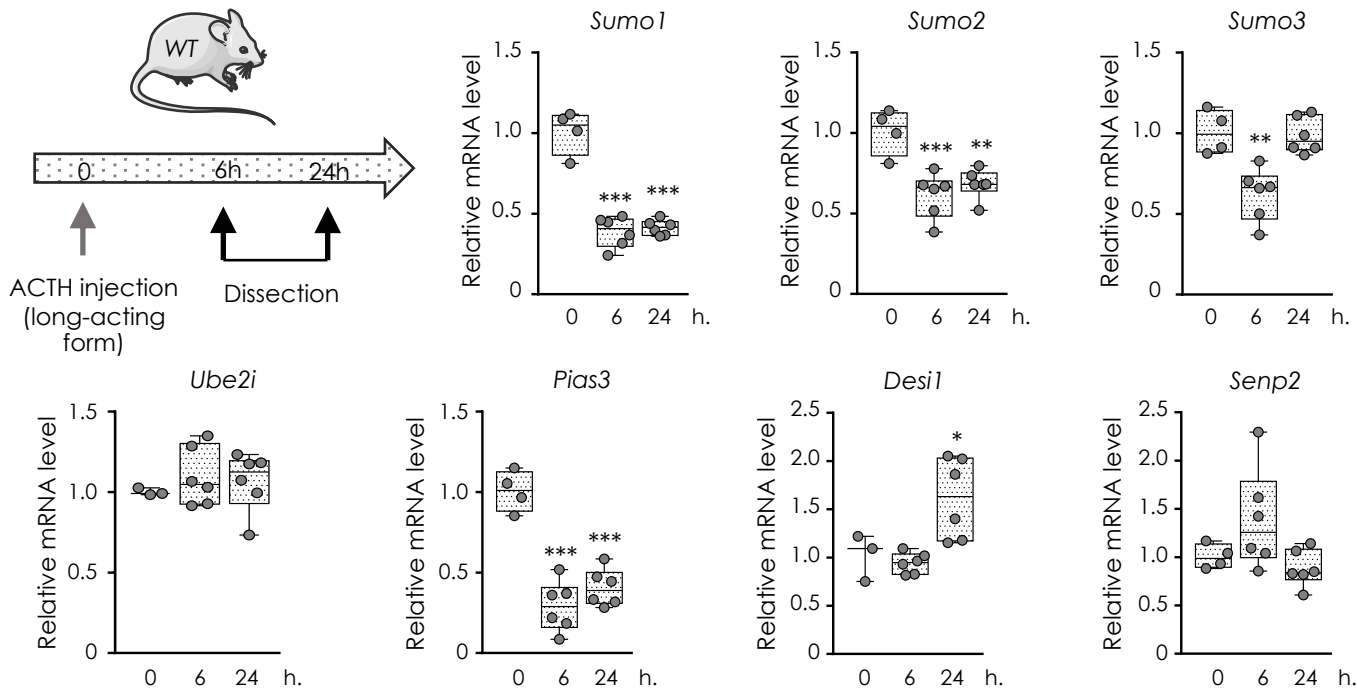 WT
0 6h 24h
ACTH injection
(long-acting
form)
Dissection
Sumo1
Relative mRNA level
1.5
1.0
0.5
0
*** ***
0 6 24 h.
Sumo2
Relative mRNA level
1.5
1.0
0.5
0
*** **
0 6 24 h.
Sumo3
Relative mRNA level
1.5
1.0
0.5
0
**
0 6 24 h.
Ube2i
Relative mRNA level
1.5
1.0
0.5
0
0 6 24 h.
Pias3
Relative mRNA level
1.5
1.0
0.5
0
*** ***
0 6 24 h.
Desi1
Relative mRNA level
2.5
2.0
1.5
1.0
0.5
0
*
0 6 24 h.
Senp2
Relative mRNA level
2.5
2.0
1.5
1.0
0.5
0
0 6 24 h.